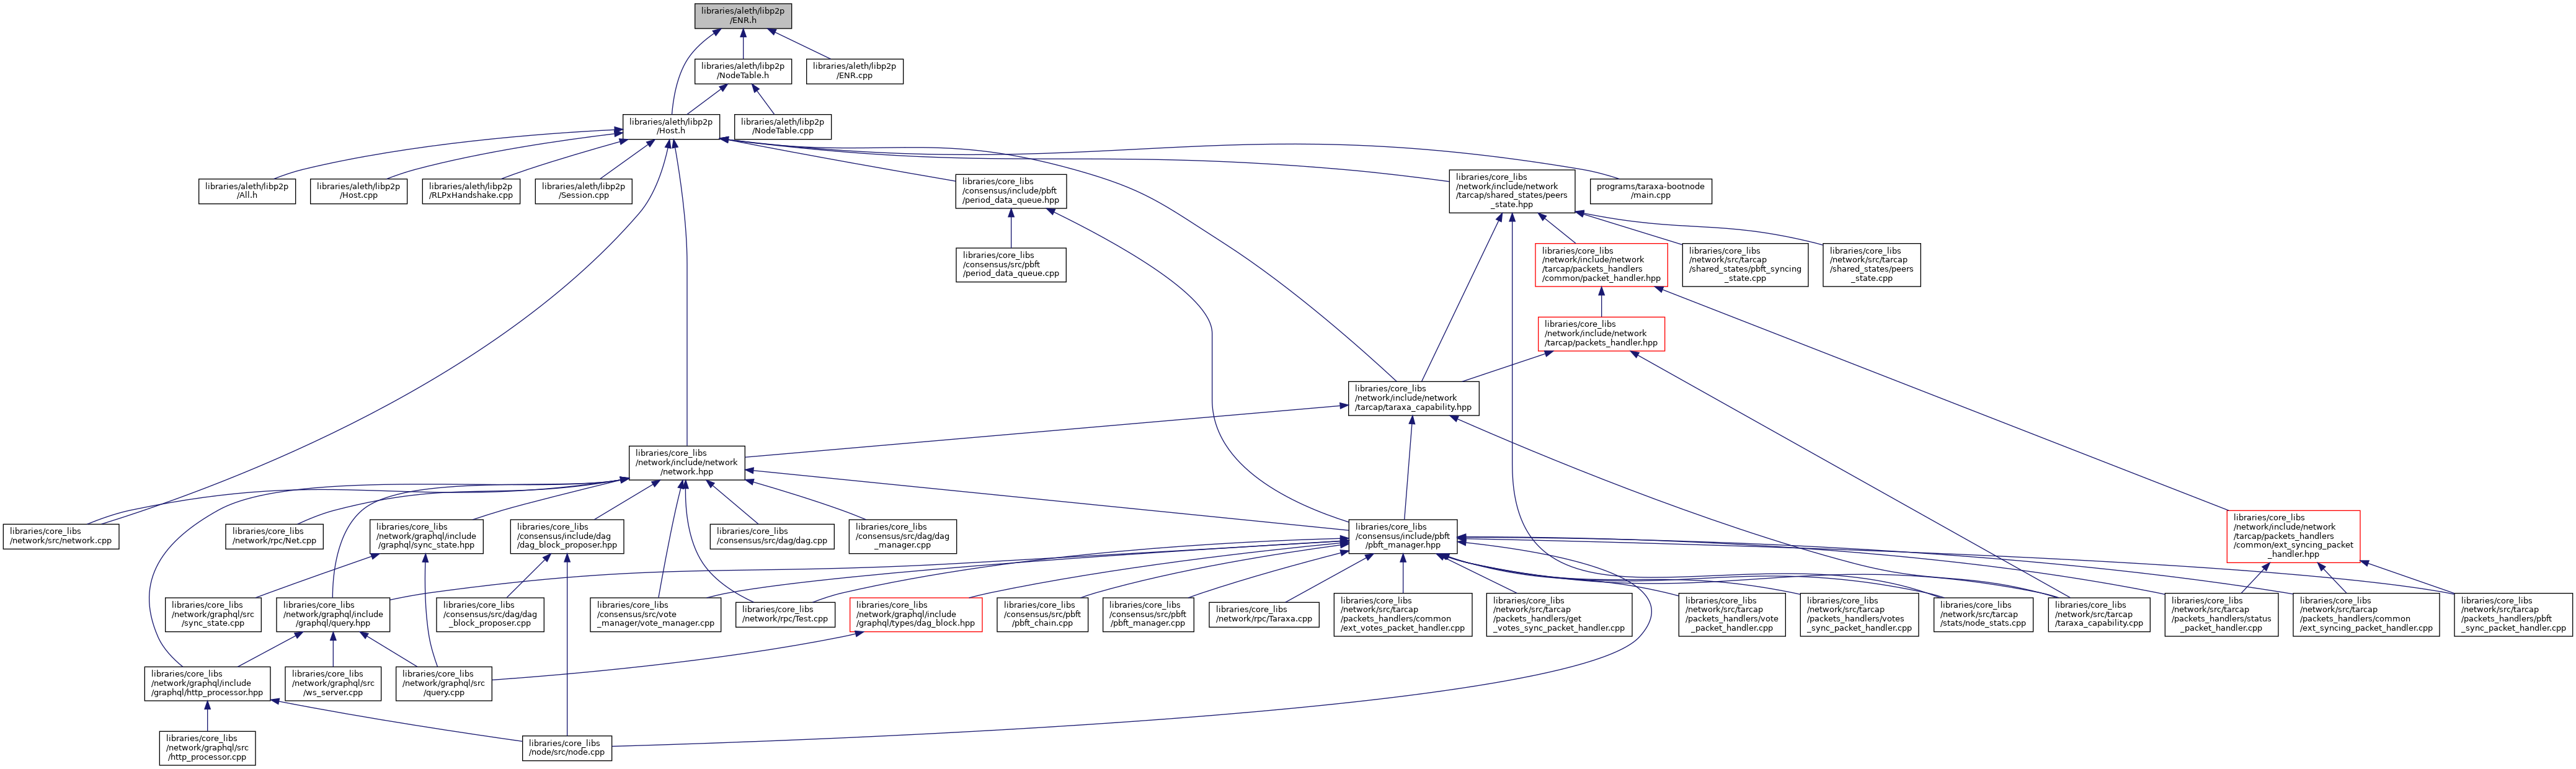 libraries/aleth/libp2p
/ENR.h
libraries/aleth/libp2p
/NodeTable.h
libraries/aleth/libp2p
/ENR.cpp
libraries/aleth/libp2p
/Host.h
libraries/aleth/libp2p
/NodeTable.cpp
libraries/aleth/libp2p
/All.h
libraries/aleth/libp2p
/Host.cpp
libraries/aleth/libp2p
/RLPxHandshake.cpp
libraries/aleth/libp2p
/Session.cpp
libraries/core_libs
/consensus/include/pbft
/period_data_queue.hpp
libraries/core_libs
/network/include/network
/tarcap/shared_states/peers
_state.hpp
programs/taraxa-bootnode
/main.cpp
libraries/core_libs
/consensus/src/pbft
/period_data_queue.cpp
libraries/core_libs
/network/include/network
/tarcap/packets_handlers
/common/packet_handler.hpp
libraries/core_libs
/network/src/tarcap
/shared_states/pbft_syncing
_state.cpp
libraries/core_libs
/network/src/tarcap
/shared_states/peers
_state.cpp
libraries/core_libs
/network/include/network
/tarcap/packets_handler.hpp
libraries/core_libs
/network/include/network
/tarcap/taraxa_capability.hpp
libraries/core_libs
/network/include/network
/network.hpp
libraries/core_libs
/network/src/network.cpp
libraries/core_libs
/network/rpc/Net.cpp
libraries/core_libs
/network/graphql/include
/graphql/sync_state.hpp
libraries/core_libs
/consensus/include/dag
/dag_block_proposer.hpp
libraries/core_libs
/consensus/src/dag/dag.cpp
libraries/core_libs
/consensus/src/dag/dag
_manager.cpp
libraries/core_libs
/consensus/include/pbft
/pbft_manager.hpp
libraries/core_libs
/network/include/network
/tarcap/packets_handlers
/common/ext_syncing_packet
_handler.hpp
libraries/core_libs
/network/graphql/src
/sync_state.cpp
libraries/core_libs
/network/graphql/include
/graphql/query.hpp
libraries/core_libs
/consensus/src/dag/dag
_block_proposer.cpp
libraries/core_libs
/consensus/src/vote
_manager/vote_manager.cpp
libraries/core_libs
/network/rpc/Test.cpp
libraries/core_libs
/network/graphql/include
/graphql/types/dag_block.hpp
libraries/core_libs
/consensus/src/pbft
/pbft_chain.cpp
libraries/core_libs
/consensus/src/pbft
/pbft_manager.cpp
libraries/core_libs
/network/rpc/Taraxa.cpp
libraries/core_libs
/network/src/tarcap
/packets_handlers/common
/ext_votes_packet_handler.cpp
libraries/core_libs
/network/src/tarcap
/packets_handlers/get
_votes_sync_packet_handler.cpp
libraries/core_libs
/network/src/tarcap
/packets_handlers/vote
_packet_handler.cpp
libraries/core_libs
/network/src/tarcap
/packets_handlers/votes
_sync_packet_handler.cpp
libraries/core_libs
/network/src/tarcap
/stats/node_stats.cpp
libraries/core_libs
/network/src/tarcap
/taraxa_capability.cpp
libraries/core_libs
/network/src/tarcap
/packets_handlers/status
_packet_handler.cpp
libraries/core_libs
/network/src/tarcap
/packets_handlers/common
/ext_syncing_packet_handler.cpp
libraries/core_libs
/network/src/tarcap
/packets_handlers/pbft
_sync_packet_handler.cpp
libraries/core_libs
/network/graphql/include
/graphql/http_processor.hpp
libraries/core_libs
/network/graphql/src
/ws_server.cpp
libraries/core_libs
/network/graphql/src
/query.cpp
libraries/core_libs
/network/graphql/src
/http_processor.cpp
libraries/core_libs
/node/src/node.cpp